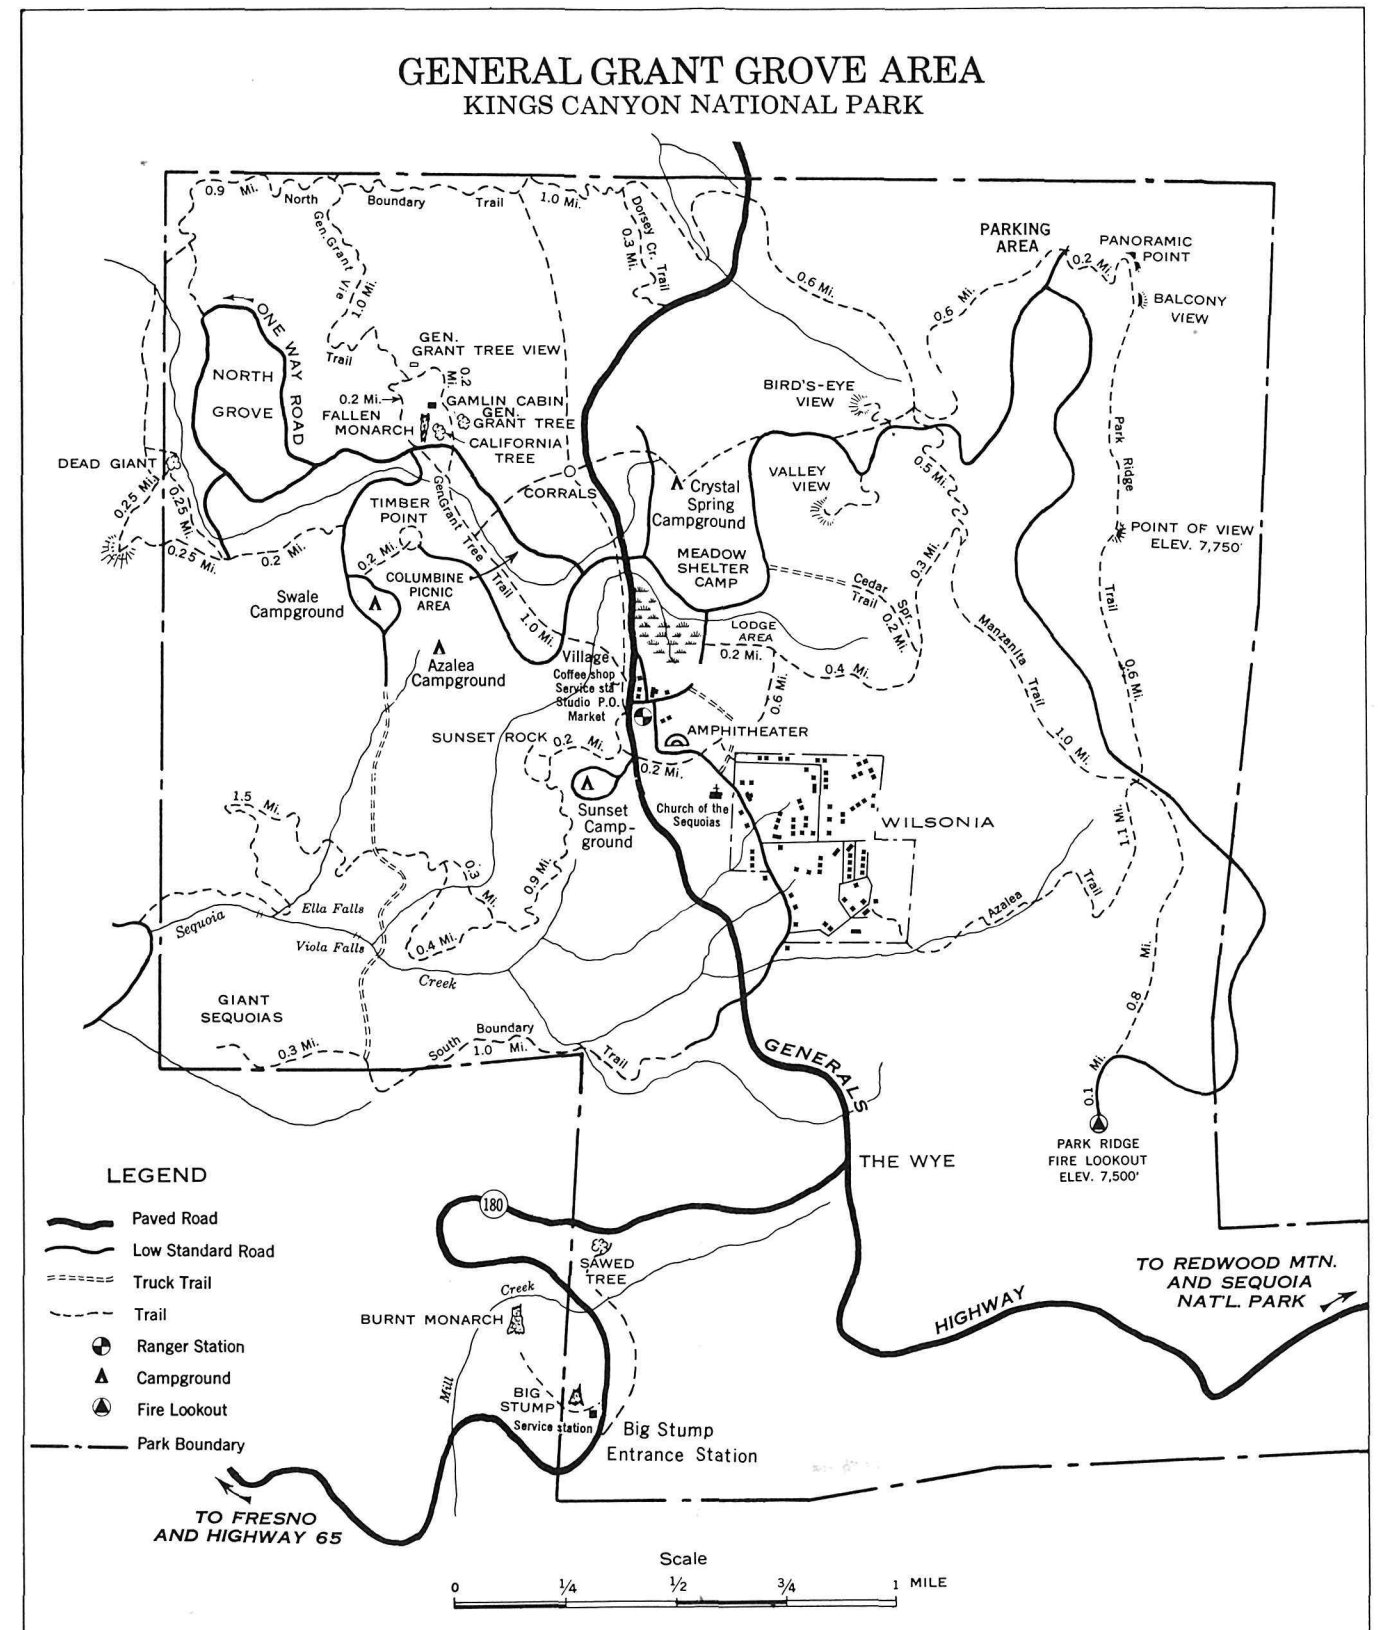 GENERAL GRANT GROVE AREA
KINGS CANYON NATIONAL PARK
0.9 Mi.
North
Boundary
Trail
1.0 Mi.
Gen. Grant Vie
1.0 Mi.
Trail
Dorsey Cr. Trail
0.3 Mi.
0.6 Mi.
PARKING
AREA
0.6 Mi.
0.2 Mi.
PANORAMIC
POINT
BALCONY
VIEW
ONE WAY ROAD
NORTH
GROVE
GEN.
GRANT TREE VIEW
0.2 Mi.
0.2 Mi.
GAMLIN CABIN
FALLEN
MONARCH
GEN.
GRANT TREE
CALIFORNIA
TREE
BIRD'S-EYE
VIEW
Park Ridge
Trail
0.6 Mi.
DEAD GIANT
0.25 Mi.
0.25 Mi.
0.25 Mi.
0.2 Mi.
CORRALS
Crystal
Spring
Campground
VALLEY
VIEW
0.5 Mi.
TIMBER
POINT
0.2 Mi.
Gen. Grant Tree Trail
1.0 Mi.
COLUMBINE
PICNIC
AREA
MEADOW
SHELTER
CAMP
POINT OF VIEW
ELEV. 7,750'
Swale
Campground
Cedar Spr.
Trail 0.2 Mi.
0.3 Mi.
LODGE
AREA
0.2 Mi.
0.4 Mi.
0.6 Mi.
Manzanita
Trail
1.0 Mi.
Azalea
Campground
Village
Coffee shop
Service sta
Studio P.O.
Market
SUNSET ROCK
0.2 Mi.
AMPHITHEATER
0.2 Mi.
Sunset
Camp-
ground
Church of the
Sequoias
WILSONIA
1.5 Mi.
0.3 Mi.
0.9 Mi.
0.4 Mi.
1.1 Mi.
Azalea
Trail
Ella Falls
Sequoia
Viola Falls
Creek
0.8 Mi.
GIANT
SEQUOIAS
0.3 Mi.
South
Boundary
1.0 Mi.
Trail
GENERALS
0.1 Mi.
PARK RIDGE
FIRE LOOKOUT
ELEV. 7,500'
THE WYE
LEGEND
Paved Road
Low Standard Road
Truck Trail
Trail
Ranger Station
Campground
Fire Lookout
Park Boundary
180
SAWED
TREE
Creek
BURNT MONARCH
Mill
BIG
STUMP
Service station
Big Stump
Entrance Station
HIGHWAY
TO REDWOOD MTN.
AND SEQUOIA
NAT'L. PARK
TO FRESNO
AND HIGHWAY 65
Scale
0 1/4 1/2 3/4 1 MILE